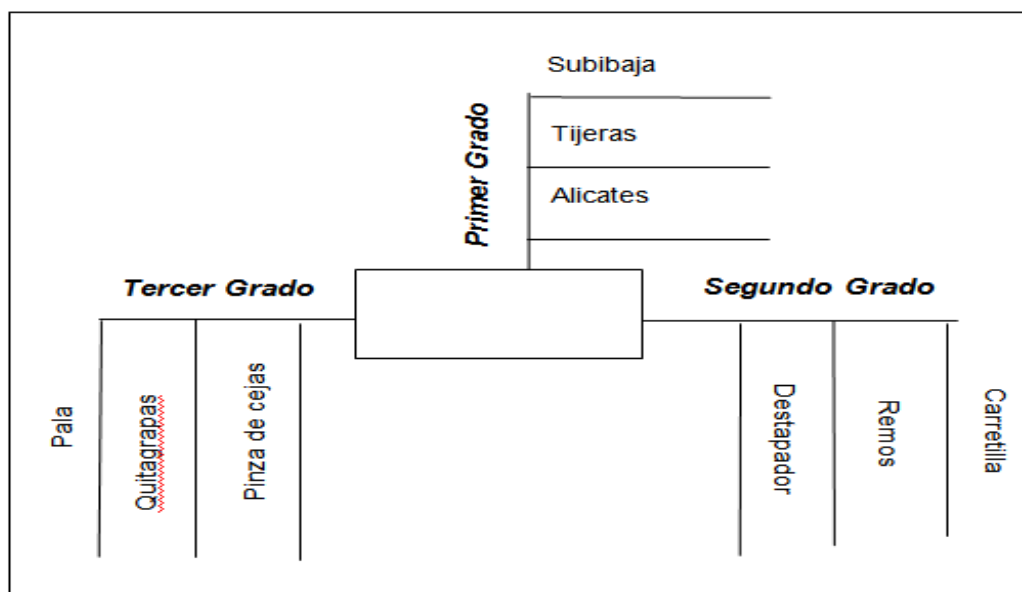 Subibaja
Primer Grado
Tijeras
Alicates
Tercer Grado
Segundo Grado
Pala
Quitagrapas
Pinza de cejas
Destapador
Remos
Carretilla